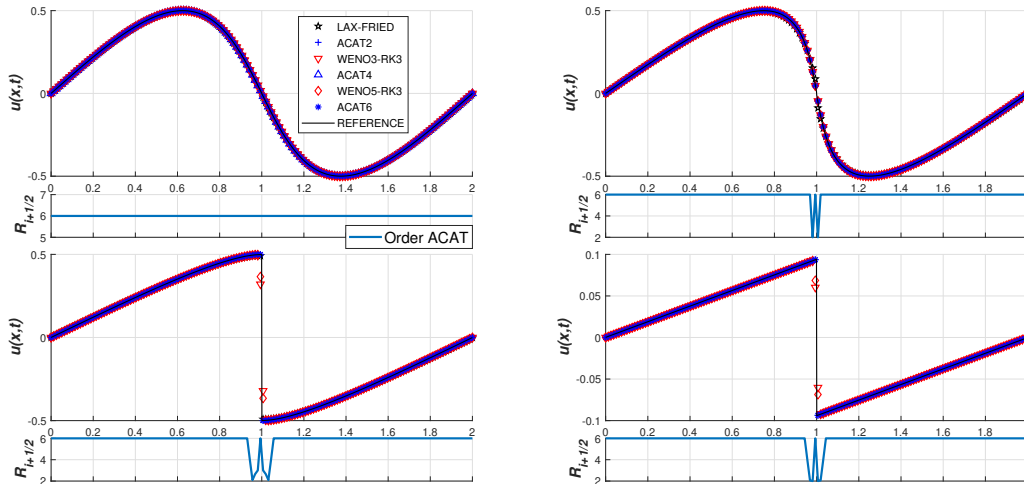 0.5
0
-0.5
u(x,t)
LAX-FRIED
ACAT2
WENO3-RK3
ACAT4
WENO5-RK3
ACAT6
REFERENCE
0 0.2 0.4 0.6 0.8 1 1.2 1.4 1.6 1.8 2
7
6
5
R_{i+1/2}
Order ACAT
0.5
0
-0.5
u(x,t)
0 0.2 0.4 0.6 0.8 1 1.2 1.4 1.6 1.8
6
4
2
R_{i+1/2}
0.5
0
-0.5
u(x,t)
0 0.2 0.4 0.6 0.8 1 1.2 1.4 1.6 1.8 2
6
4
2
R_{i+1/2}
0.1
0.05
0
-0.05
-0.1
u(x,t)
0 0.2 0.4 0.6 0.8 1 1.2 1.4 1.6 1.8
6
4
2
R_{i+1/2}